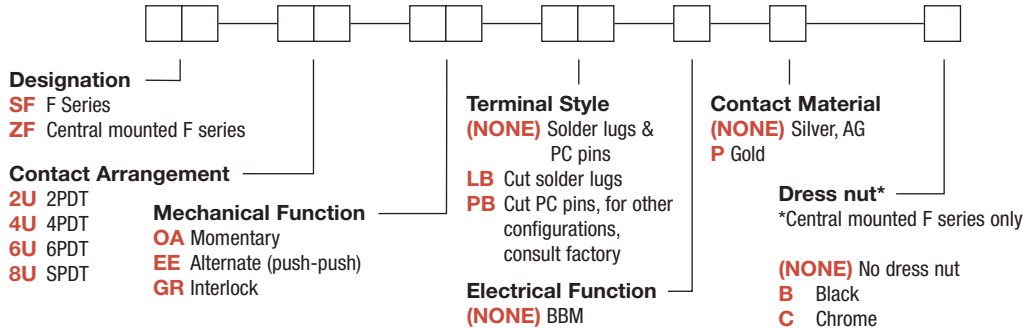 Designation
SF F Series
ZF Central mounted F series
Contact Arrangement
2U 2PDT
4U 4PDT
6U 6PDT
8U SPDT
Mechanical Function
OA Momentary
EE Alternate (push-push)
GR Interlock
Terminal Style
(NONE) Solder lugs &
PC pins
LB Cut solder lugs
PB Cut PC pins, for other
configurations,
consult factory
Electrical Function
(NONE) BBM
Contact Material
(NONE) Silver, AG
P Gold
Dress nut*
*Central mounted F series only
(NONE) No dress nut
B Black
C Chrome